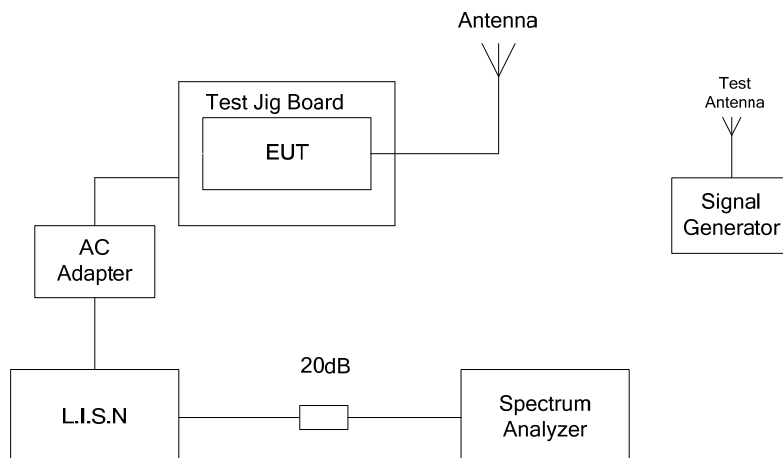 Antenna
Test Jig Board
EUT
Test
Antenna
Signal
Generator
AC
Adapter
20dB
L.I.S.N
Spectrum
Analyzer